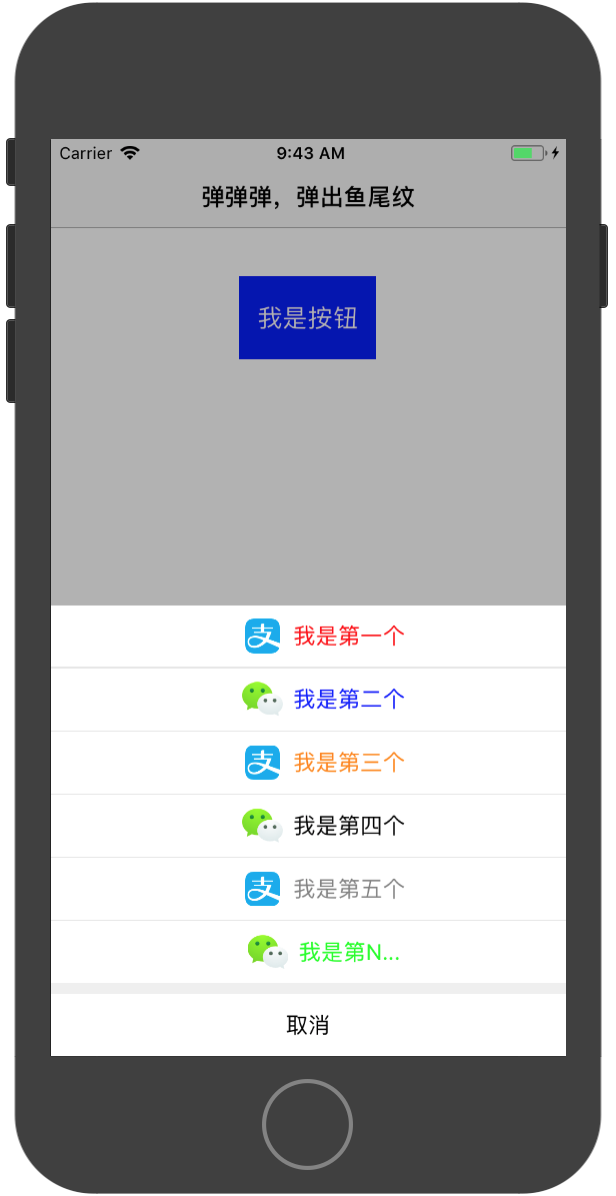 Carrier 9:43 AM
弹弹弹，弹出鱼尾纹
我是按钮
支 我是第一个
我是第二个
支 我是第三个
我是第四个
支 我是第五个
我是第N...
取消